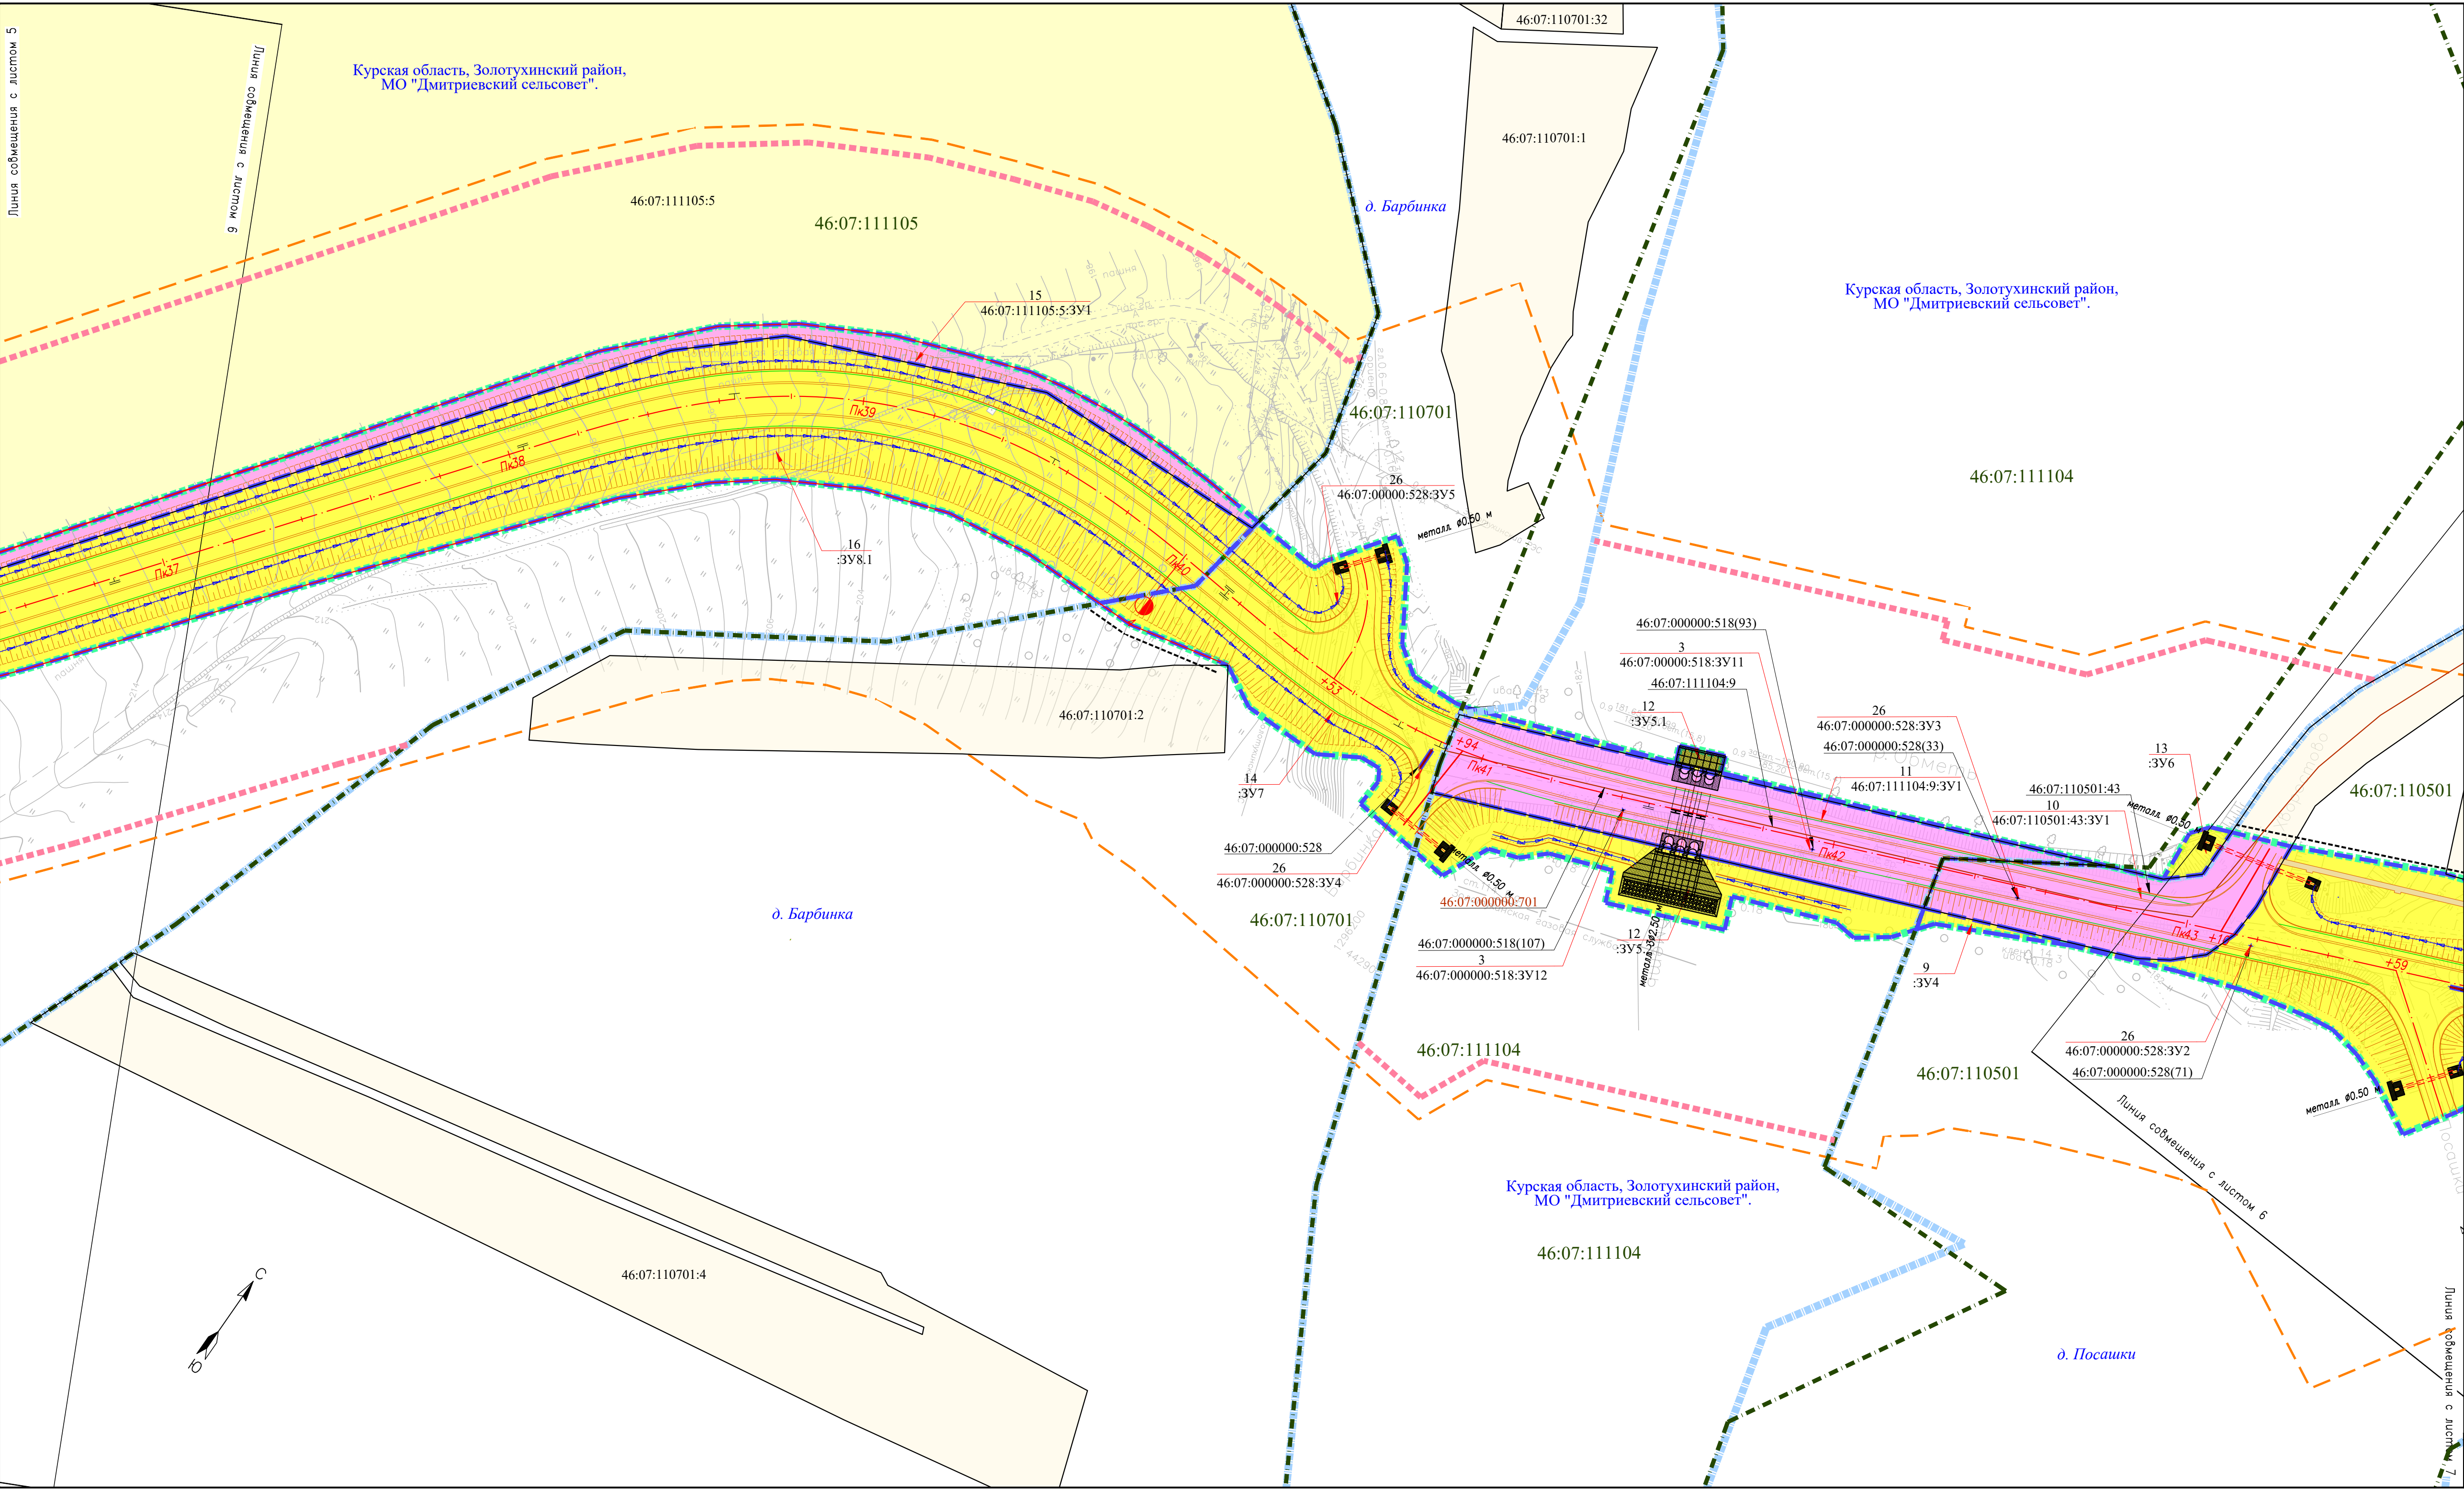 Линия совмещения с листом 5
Линия совмещения с листом 6
Курская область, Золотухинский район,
МО "Дмитриевский сельсовет".
46:07:110701:32
46:07:110701:1
46:07:111105:5
46:07:111105
д. Барбинка
Курская область, Золотухинский район,
МО "Дмитриевский сельсовет".
15
46:07:111105:5:ЗУ1
46:07:110701
46:07:111104
Пк39
Пк38
Пк37
Пк40
26
46:07:00000:528:ЗУ5
металл. ø0.50 м
16
:ЗУ8.1
46:07:000000:518(93)
3
46:07:00000:518:ЗУ11
46:07:111104:9
12
:ЗУ5.1
26
46:07:000000:528:ЗУ3
46:07:000000:528(33)
11
46:07:111104:9:ЗУ1
р. Орметь
13
:ЗУ6
46:07:110501:43
10
46:07:110501:43:ЗУ1
металл. ø0.50 м
46:07:110501
46:07:110701:2
+53
+94
Пк41
Пк42
Пк43
+59
14
:ЗУ7
46:07:000000:528
26
46:07:000000:528:ЗУ4
металл. ø0.50 м
46:07:000000:701
46:07:110701
46:07:000000:518(107)
3
46:07:000000:518:ЗУ12
12
9
:ЗУ4
д. Барбинка
26
46:07:000000:528:ЗУ2
46:07:000000:528(71)
46:07:111104
46:07:110501
металл. ø0.50 м
Линия совмещения с листом 6
Курская область, Золотухинский район,
МО "Дмитриевский сельсовет".
46:07:111104
46:07:110701:4
С
Ю
д. Посашки
Линия совмещения с листом 7